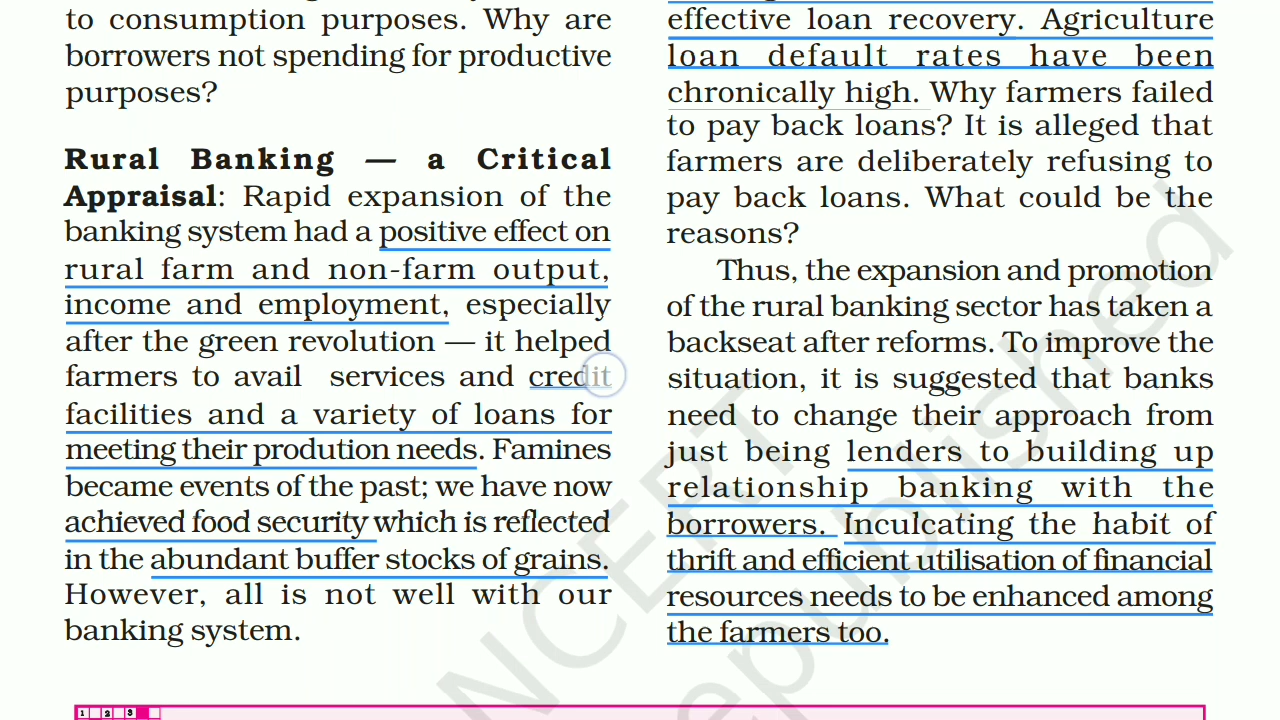 to consumption purposes. Why are
borrowers not spending for productive
purposes?
Rural Banking — a Critical
Appraisal: Rapid expansion of the
banking system had a positive effect on
rural farm and non-farm output,
income and employment, especially
after the green revolution — it helped
farmers to avail services and credit
facilities and a variety of loans for
meeting their prodution needs. Famines
became events of the past; we have now
achieved food security which is reflected
in the abundant buffer stocks of grains.
However, all is not well with our
banking system.
effective loan recovery. Agriculture
loan default rates have been
chronically high. Why farmers failed
to pay back loans? It is alleged that
farmers are deliberately refusing to
pay back loans. What could be the
reasons?
Thus, the expansion and promotion
of the rural banking sector has taken a
backseat after reforms. To improve the
situation, it is suggested that banks
need to change their approach from
just being lenders to building up
relationship banking with the
borrowers. Inculcating the habit of
thrift and efficient utilisation of financial
resources needs to be enhanced among
the farmers too.
NCERT
republished
1 2 3